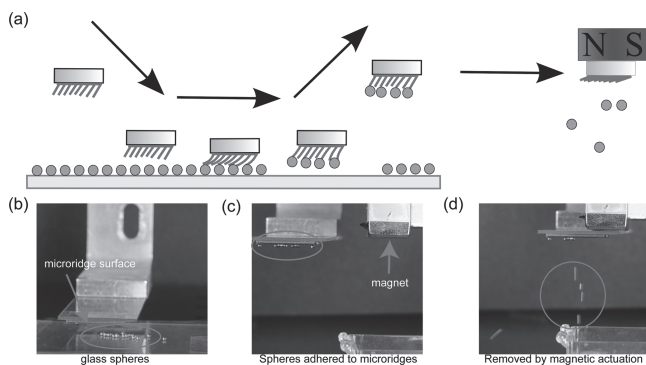 (a)
N S
(b)
(c)
(d)
microridge surface
magnet
glass spheres
Spheres adhered to microridges
Removed by magnetic actuation